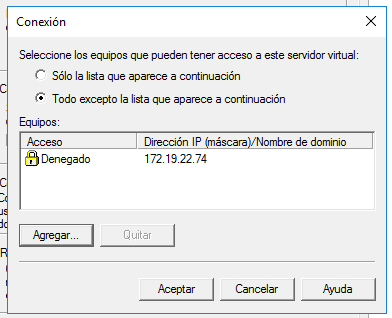 Conexión
Seleccione los equipos que pueden tener acceso a este servidor virtual:
Sólo la lista que aparece a continuación
Todo excepto la lista que aparece a continuación
Equipos:
Acceso Dirección IP (máscara)/Nombre de dominio
Denegado 172.19.22.74
Agregar... Quitar
Aceptar Cancelar Ayuda